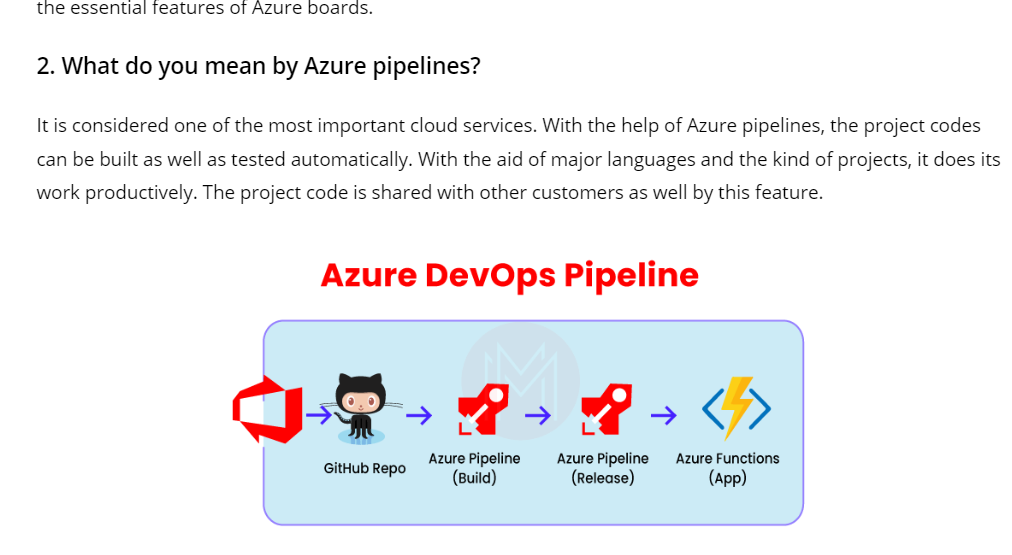 the essential features of Azure boards.
2. What do you mean by Azure pipelines?
It is considered one of the most important cloud services. With the help of Azure pipelines, the project codes
can be built as well as tested automatically. With the aid of major languages and the kind of projects, it does its
work productively. The project code is shared with other customers as well by this feature.
Azure DevOps Pipeline
GitHub Repo
Azure Pipeline
(Build)
Azure Pipeline
(Release)
Azure Functions
(App)